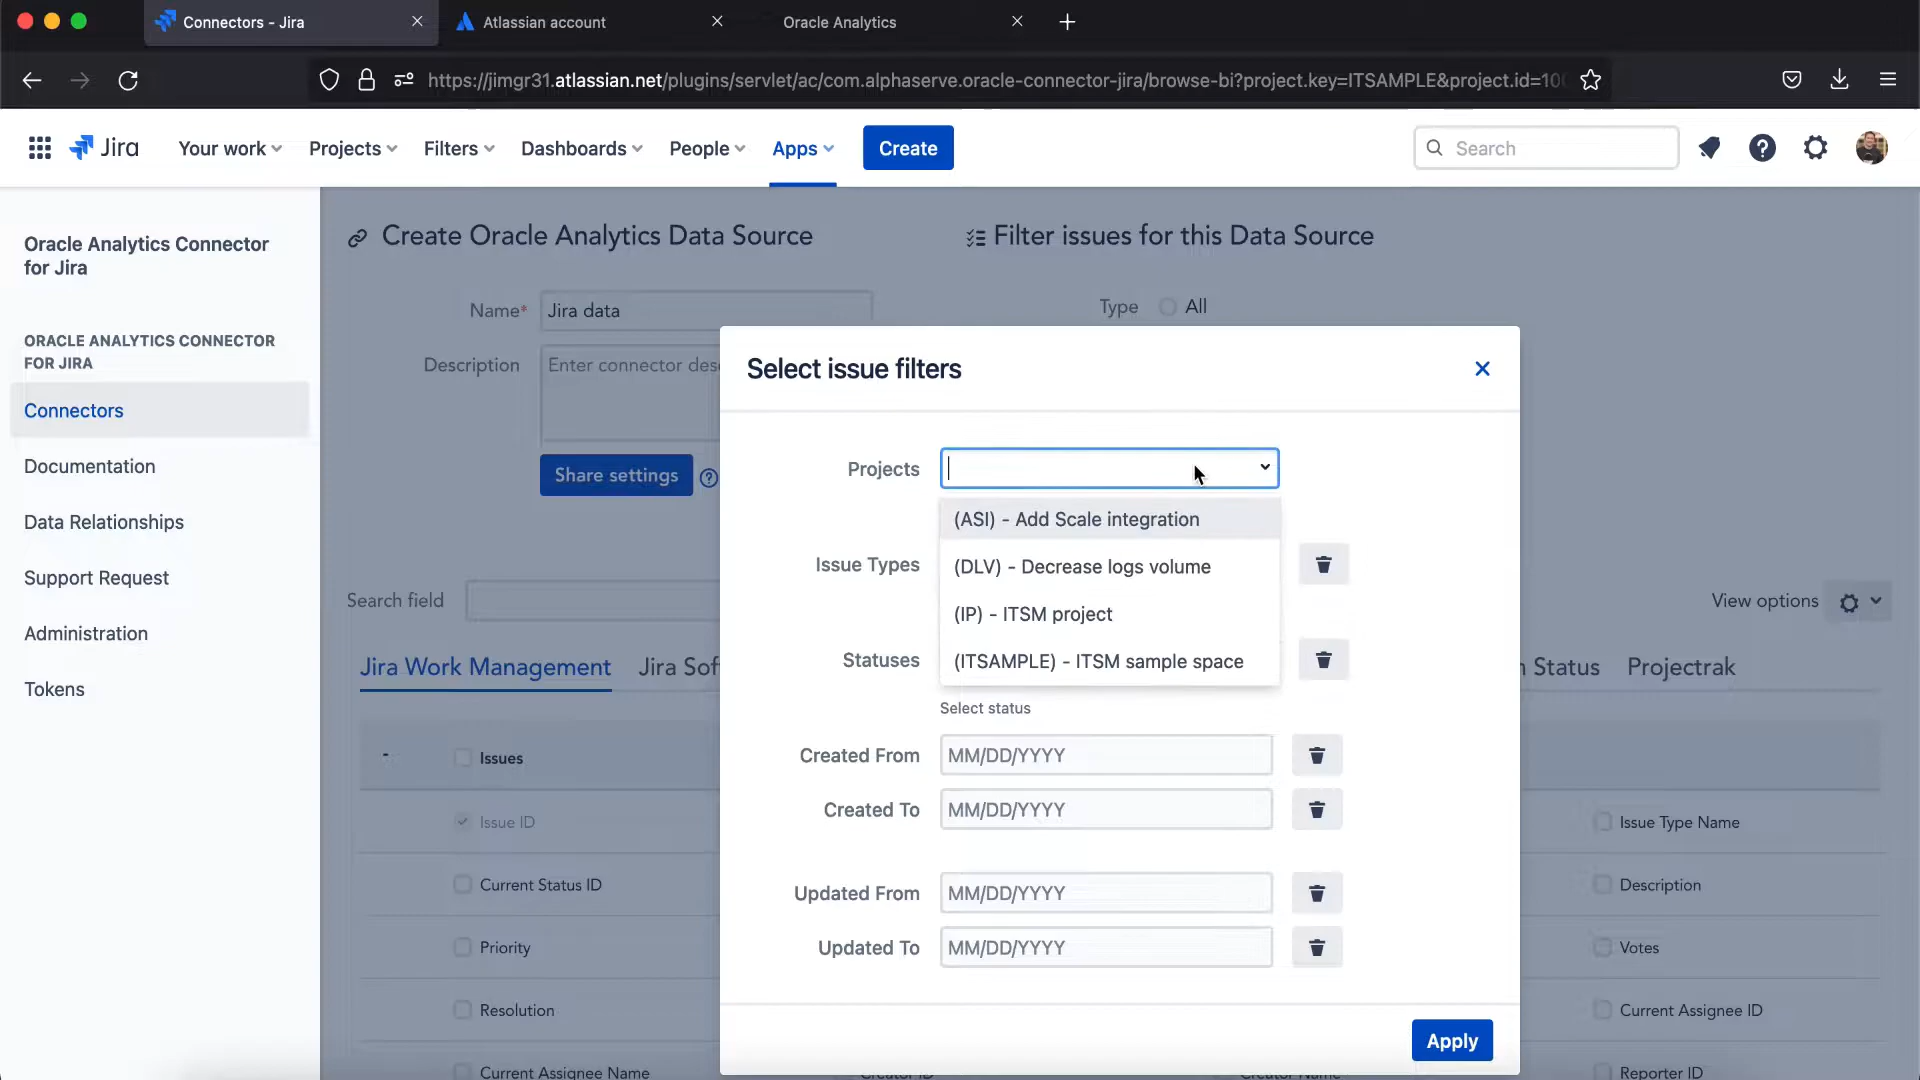 Connectors - Jira
Atlassian account
Oracle Analytics
https://jimgr31.atlassian.net/plugins/servlet/ac/com.alphaserve.oracle-connector-jira/browse-bi?project.key=ITSAMPLE&project.id=100
Jira
Your work
Projects
Filters
Dashboards
People
Apps
Create
Search
Oracle Analytics Connector
for Jira
ORACLE ANALYTICS CONNECTOR
FOR JIRA
Connectors
Documentation
Data Relationships
Support Request
Administration
Tokens
Create Oracle Analytics Data Source
Filter issues for this Data Source
Name*
Jira data
Type
All
Description
Enter connector desc
Share settings
Search field
View options
Jira Work Management
Jira Sof
n Status
Projectrak
Issues
Issue ID
Issue Type Name
Current Status ID
Description
Priority
Votes
Resolution
Current Assignee ID
Current Assignee Name
Creator ID
Creator Name
Reporter ID
Select issue filters
Projects
(ASI) - Add Scale integration
(DLV) - Decrease logs volume
(IP) - ITSM project
(ITSAMPLE) - ITSM sample space
Issue Types
Statuses
Select status
Created From
MM/DD/YYYY
Created To
MM/DD/YYYY
Updated From
MM/DD/YYYY
Updated To
MM/DD/YYYY
Apply